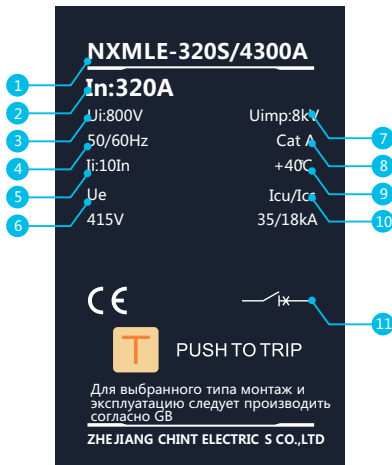 NXMLE-320S/4300A
1
In:320A
2
Ui:800V Uimp:8kV
3 7
50/60Hz Cat A
4 8
Ii:10In +40℃
5 9
Ue Icu/Ics
6 10
415V 35/18kA
CE
11
T PUSH TO TRIP
Для выбранного типа монтаж и
эксплуатацию следует производить
согласно GB
ZHEJIANG CHINT ELECTRIC S CO.,LTD